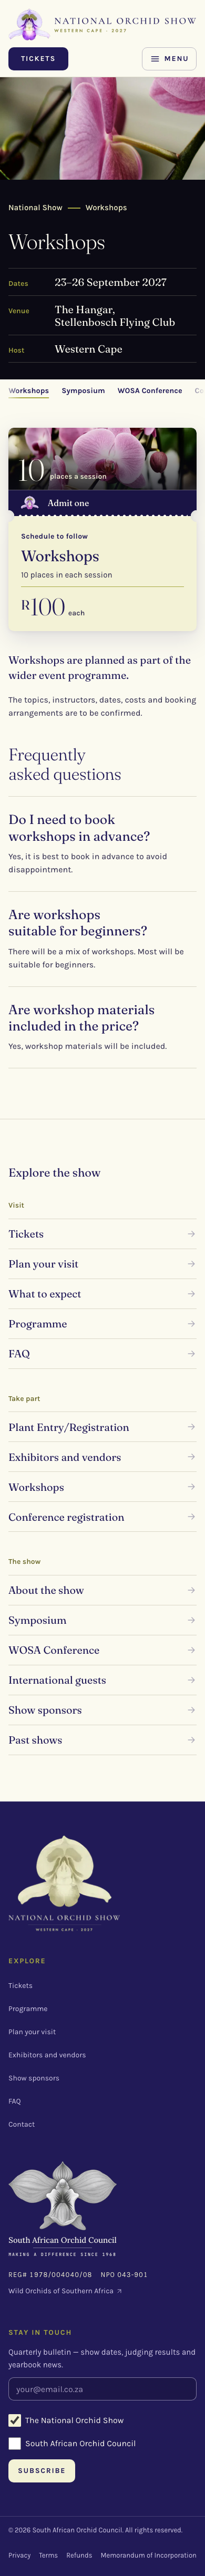 NATIONAL ORCHID SHOW
WESTERN CAPE · 2027
TICKETS
MENU
National Show — Workshops
Workshops
Dates
23–26 September 2027
Venue
The Hangar,
Stellenbosch Flying Club
Host
Western Cape
Workshops
Symposium
WOSA Conference
10 places a session
Admit one
Schedule to follow
Workshops
10 places in each session
R100 each
Workshops are planned as part of the
wider event programme.
The topics, instructors, dates, costs and booking
arrangements are to be confirmed.
Frequently
asked questions
Do I need to book
workshops in advance?
Yes, it is best to book in advance to avoid
disappointment.
Are workshops
suitable for beginners?
There will be a mix of workshops. Most will be
suitable for beginners.
Are workshop materials
included in the price?
Yes, workshop materials will be included.
Explore the show
Visit
Tickets
Plan your visit
What to expect
Programme
FAQ
Take part
Plant Entry/Registration
Exhibitors and vendors
Workshops
Conference registration
The show
About the show
Symposium
WOSA Conference
International guests
Show sponsors
Past shows
NATIONAL ORCHID SHOW
WESTERN CAPE · 2027
EXPLORE
Tickets
Programme
Plan your visit
Exhibitors and vendors
Show sponsors
FAQ
Contact
South African Orchid Council
MAKING A DIFFERENCE SINCE 1968
REG# 1978/004040/08 NPO 043-901
Wild Orchids of Southern Africa ↗
STAY IN TOUCH
Quarterly bulletin — show dates, judging results and
yearbook news.
your@email.co.za
The National Orchid Show
South African Orchid Council
SUBSCRIBE
© 2026 South African Orchid Council. All rights reserved.
Privacy Terms Refunds Memorandum of Incorporation